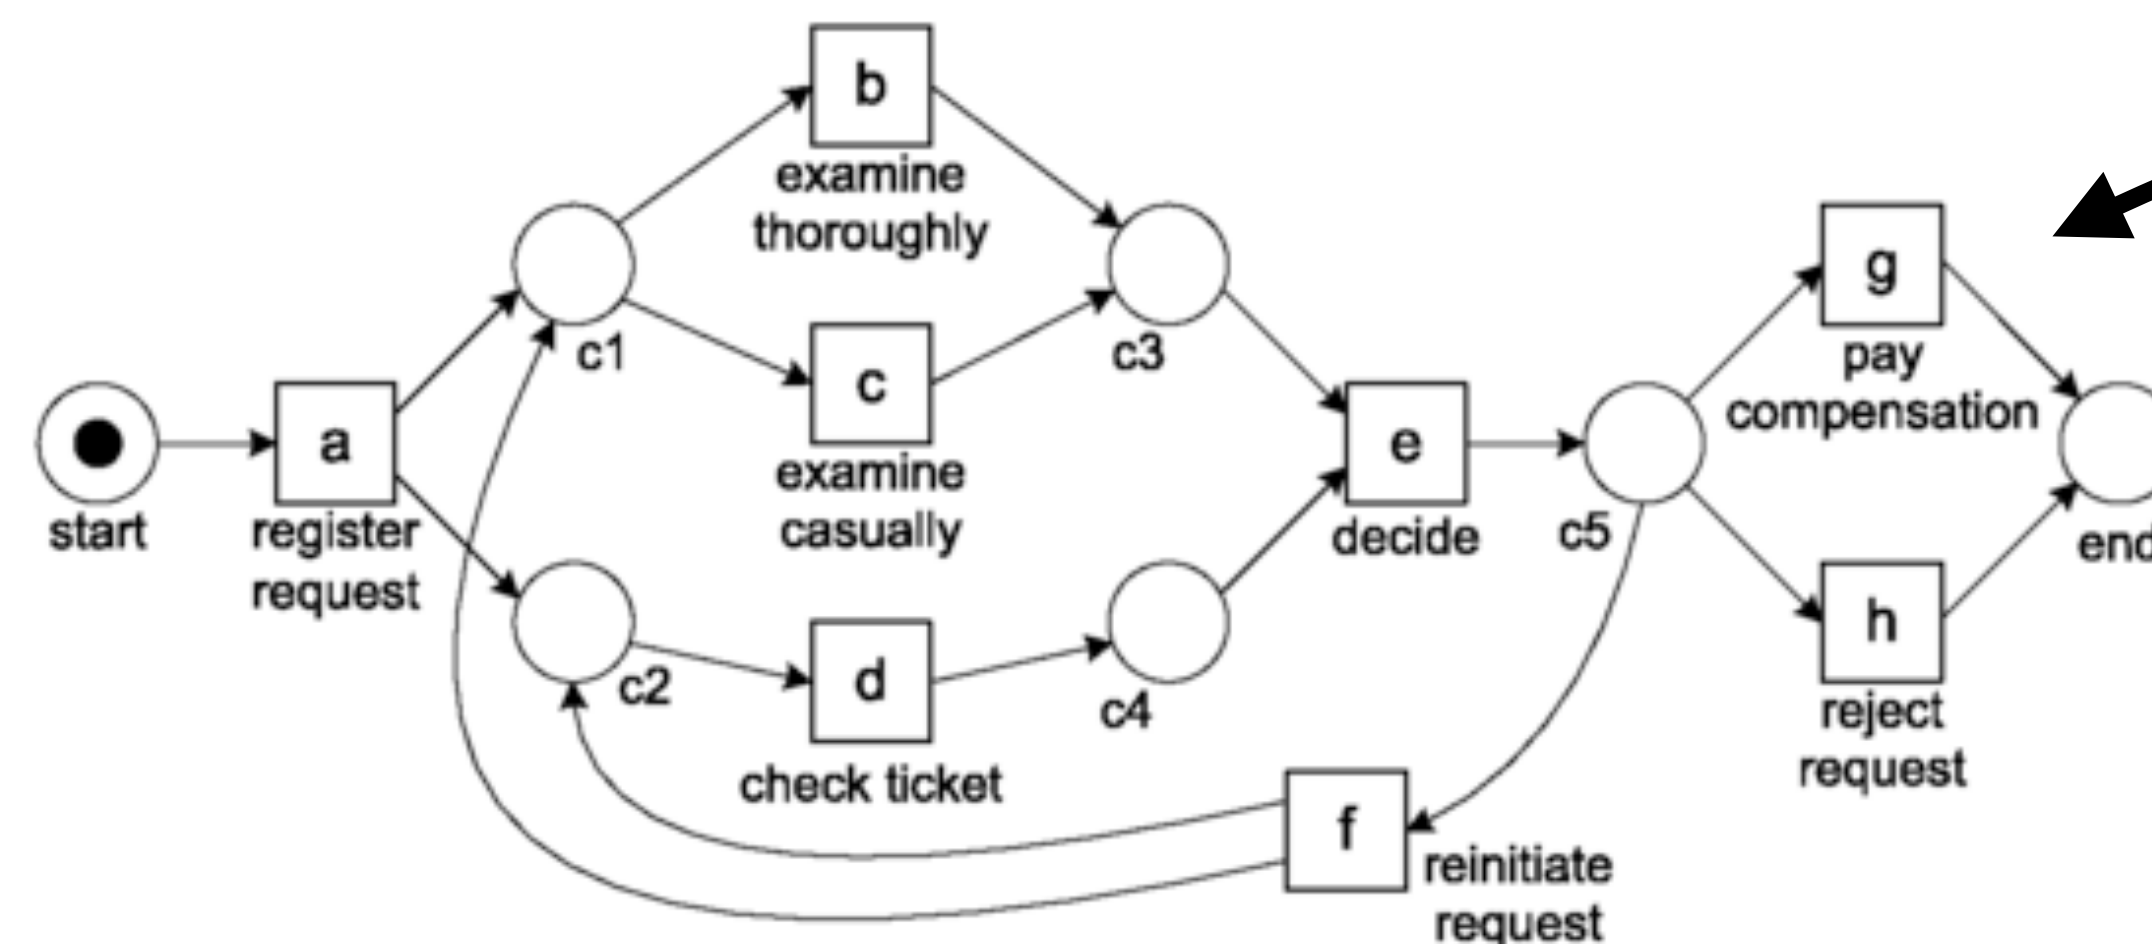 b
examine
thoroughly
c1
c
examine
casually
c3
start
a
register
request
c2
d
check ticket
c4
e
decide
c5
g
pay
compensation
end
h
reject
request
f
reinitiate
request